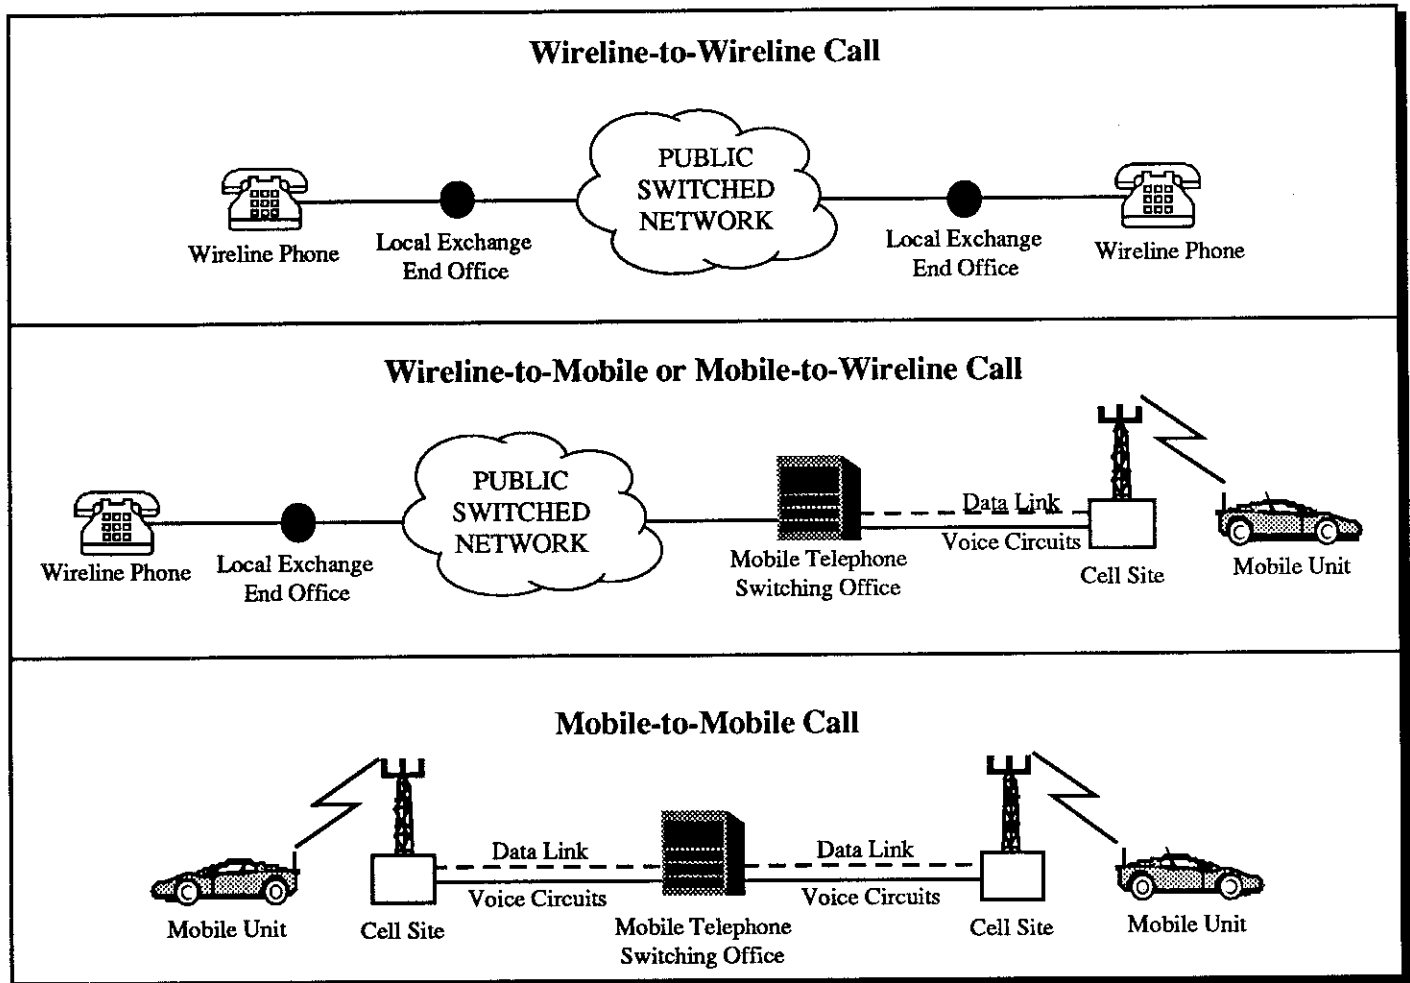 Wireline-to-Wireline Call
PUBLIC
SWITCHED
NETWORK
Wireline Phone
Local Exchange
End Office
Local Exchange
End Office
Wireline Phone
Wireline-to-Mobile or Mobile-to-Wireline Call
PUBLIC
SWITCHED
NETWORK
Data Link
Voice Circuits
Wireline Phone
Local Exchange
End Office
Mobile Telephone
Switching Office
Cell Site
Mobile Unit
Mobile-to-Mobile Call
Data Link
Data Link
Voice Circuits
Voice Circuits
Mobile Unit
Cell Site
Mobile Telephone
Switching Office
Cell Site
Mobile Unit